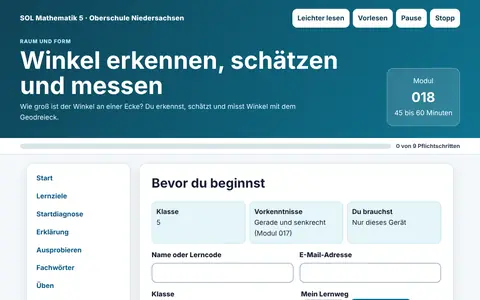 SOL Mathematik 5 · Oberschule Niedersachsen
Leichter lesen
Vorlesen
Pause
Stopp
RAUM UND FORM
Winkel erkennen, schätzen
und messen
Wie groß ist der Winkel an einer Ecke? Du erkennst, schätzt und misst Winkel mit dem
Geodreieck.
Modul
018
45 bis 60 Minuten
0 von 9 Pflichtschritten
Start
Lernziele
Startdiagnose
Erklärung
Ausprobieren
Fachwörter
Üben
Bevor du beginnst
Klasse
5
Vorkenntnisse
Gerade und senkrecht
(Modul 017)
Du brauchst
Nur dieses Gerät
Name oder Lerncode
E-Mail-Adresse
Klasse
Mein Lernweg